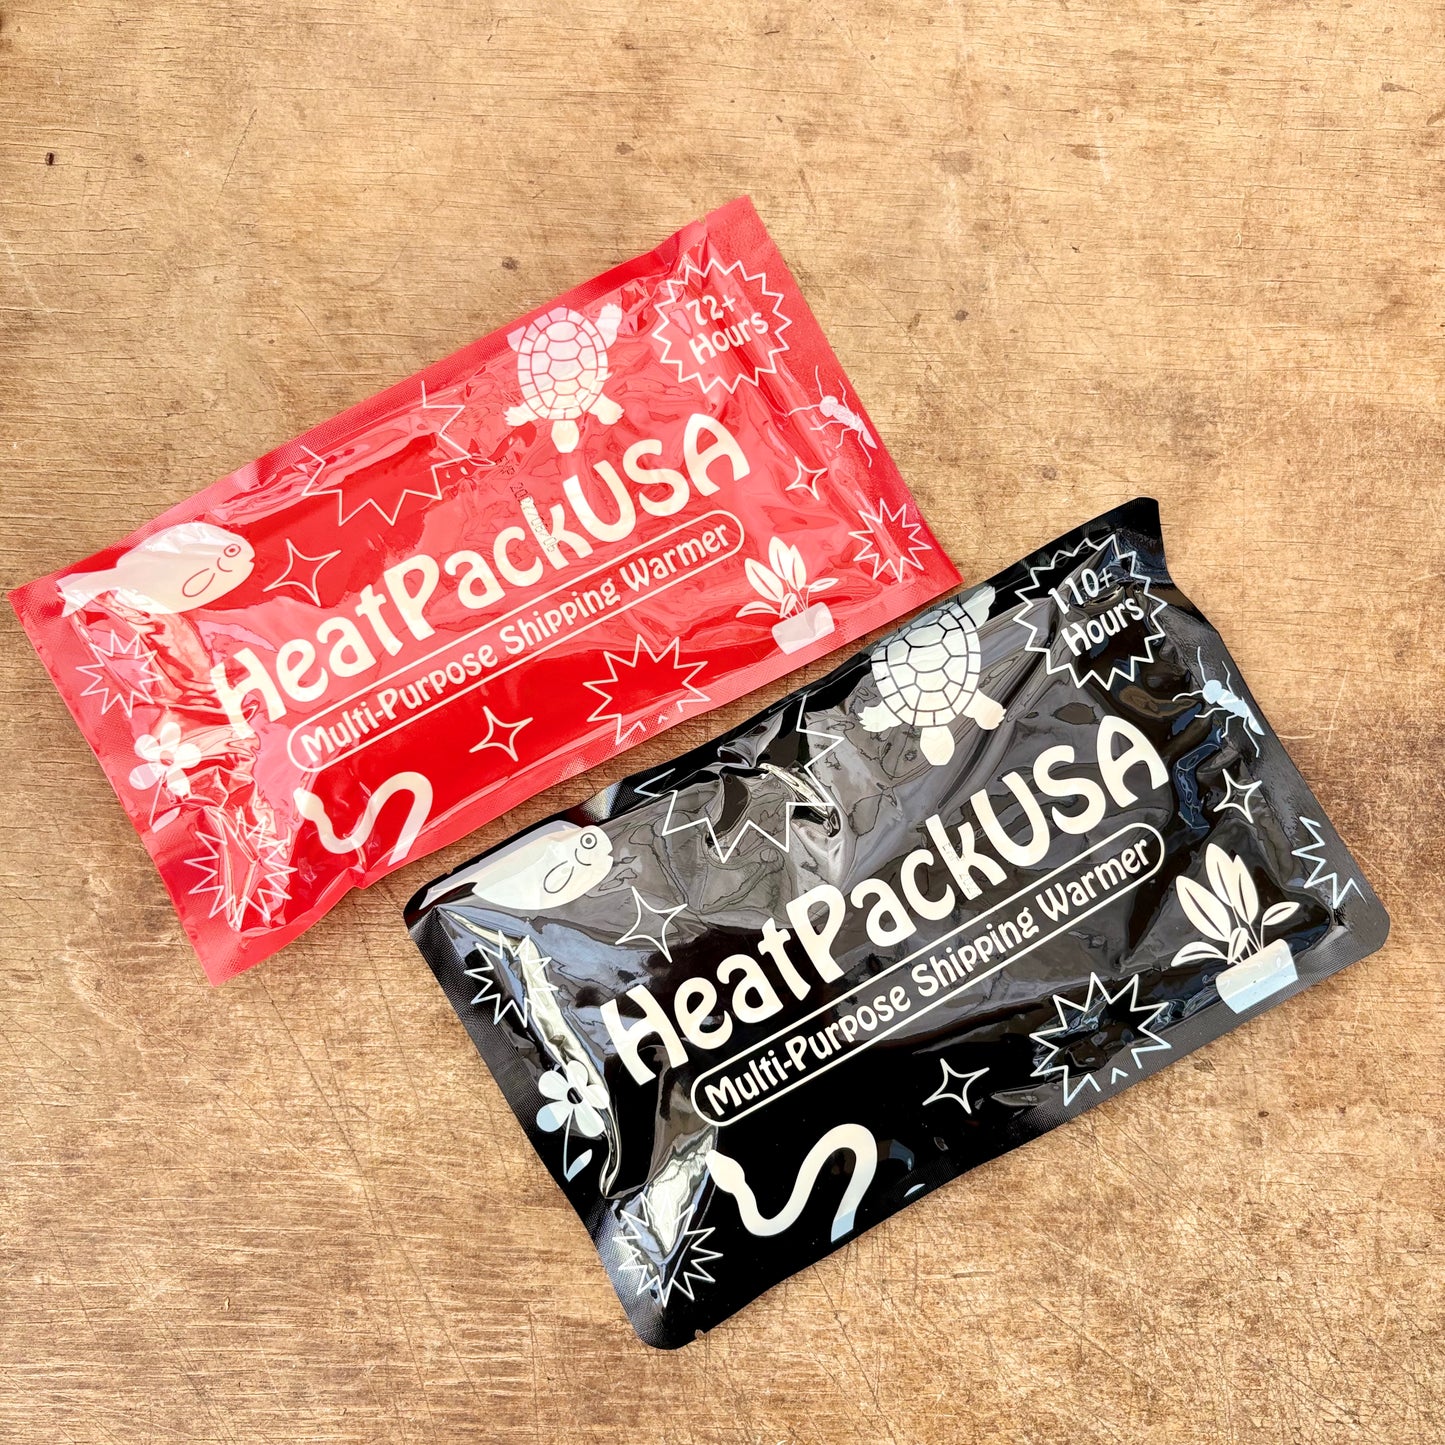 72+
Hours
HeatPackUSA
Multi-Purpose Shipping Warmer
110+
Hours
HeatPackUSA
Multi-Purpose Shipping Warmer